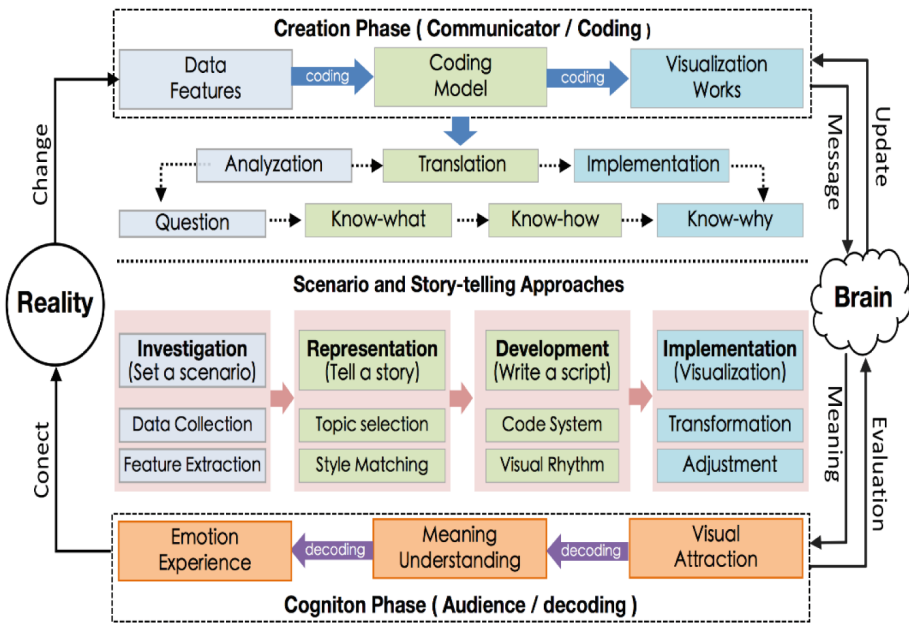 Creation Phase ( Communicator / Coding )
Data
Features
coding
Coding
Model
coding
Visualization
Works
Change
Message
Update
Analyzation
Translation
Implementation
Question
Know-what
Know-how
Know-why
Reality
Brain
Scenario and Story-telling Approaches
Investigation
(Set a scenario)
Data Collection
Feature Extraction
Representation
(Tell a story)
Topic selection
Style Matching
Development
(Write a script)
Code System
Visual Rhythm
Implementation
(Visualization)
Transformation
Adjustment
Conect
Meaning
Evaluation
Emotion
Experience
decoding
Meaning
Understanding
decoding
Visual
Attraction
Cogniton Phase ( Audience / decoding )